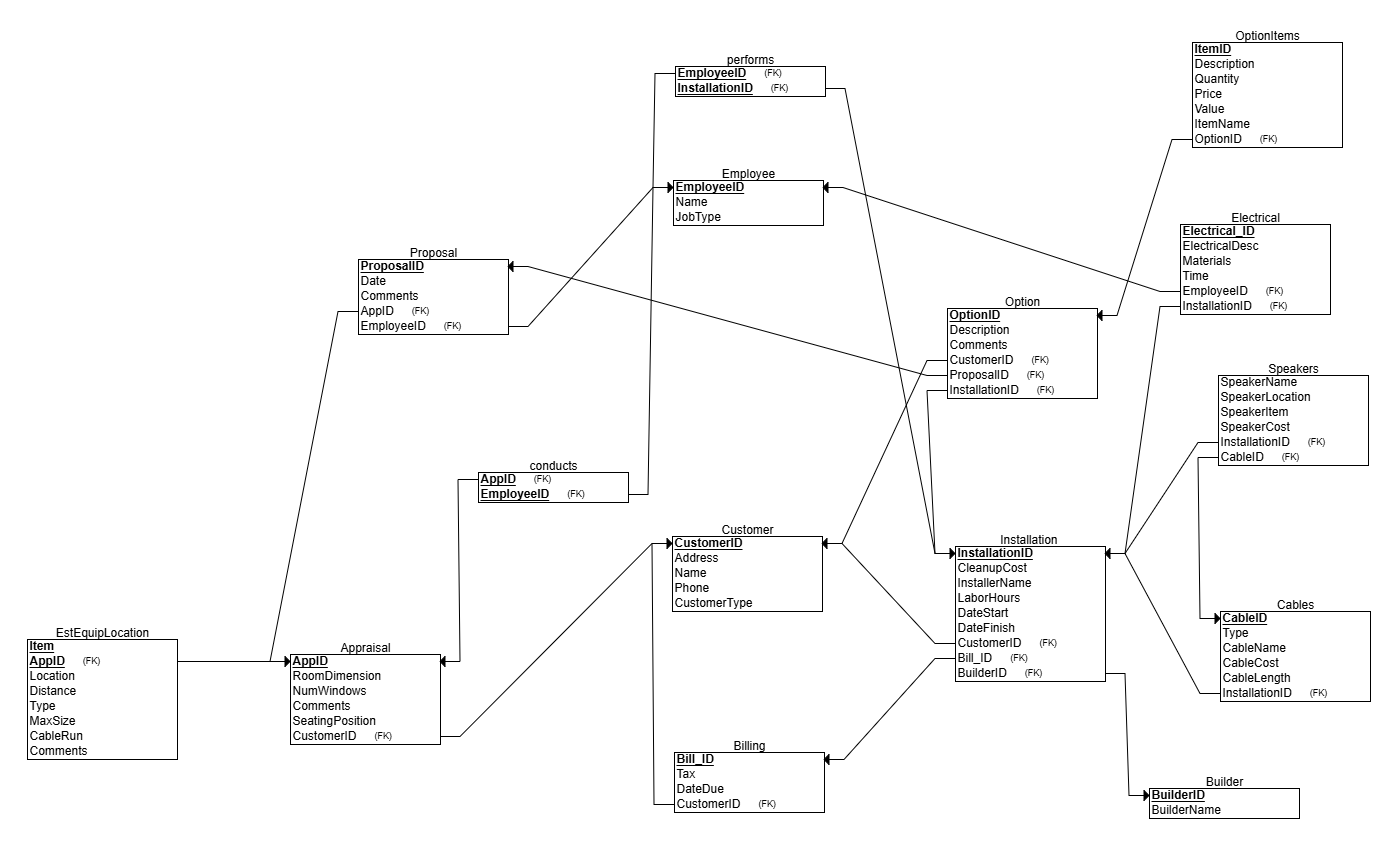 OptionItems
ItemID
Description
Quantity
Price
Value
ItemName
OptionID (FK)
performs
EmployeeID (FK)
InstallationID (FK)
Employee
EmployeeID
Name
JobType
Electrical
Electrical_ID
ElectricalDesc
Materials
Time
EmployeeID (FK)
InstallationID (FK)
Proposal
ProposalID
Date
Comments
AppID (FK)
EmployeeID (FK)
Option
OptionID
Description
Comments
CustomerID (FK)
ProposalID (FK)
InstallationID (FK)
Speakers
SpeakerName
SpeakerLocation
SpeakerItem
SpeakerCost
InstallationID (FK)
CableID (FK)
conducts
AppID (FK)
EmployeeID (FK)
Customer
CustomerID
Address
Name
Phone
CustomerType
Installation
InstallationID
CleanupCost
InstallerName
LaborHours
DateStart
DateFinish
CustomerID (FK)
Bill_ID (FK)
BuilderID (FK)
Cables
CableID
Type
CableName
CableCost
CableLength
InstallationID (FK)
EstEquipLocation
Item
AppID (FK)
Location
Distance
Type
MaxSize
CableRun
Comments
Appraisal
AppID
RoomDimension
NumWindows
Comments
SeatingPosition
CustomerID (FK)
Billing
Bill_ID
Tax
DateDue
CustomerID (FK)
Builder
BuilderID
BuilderName